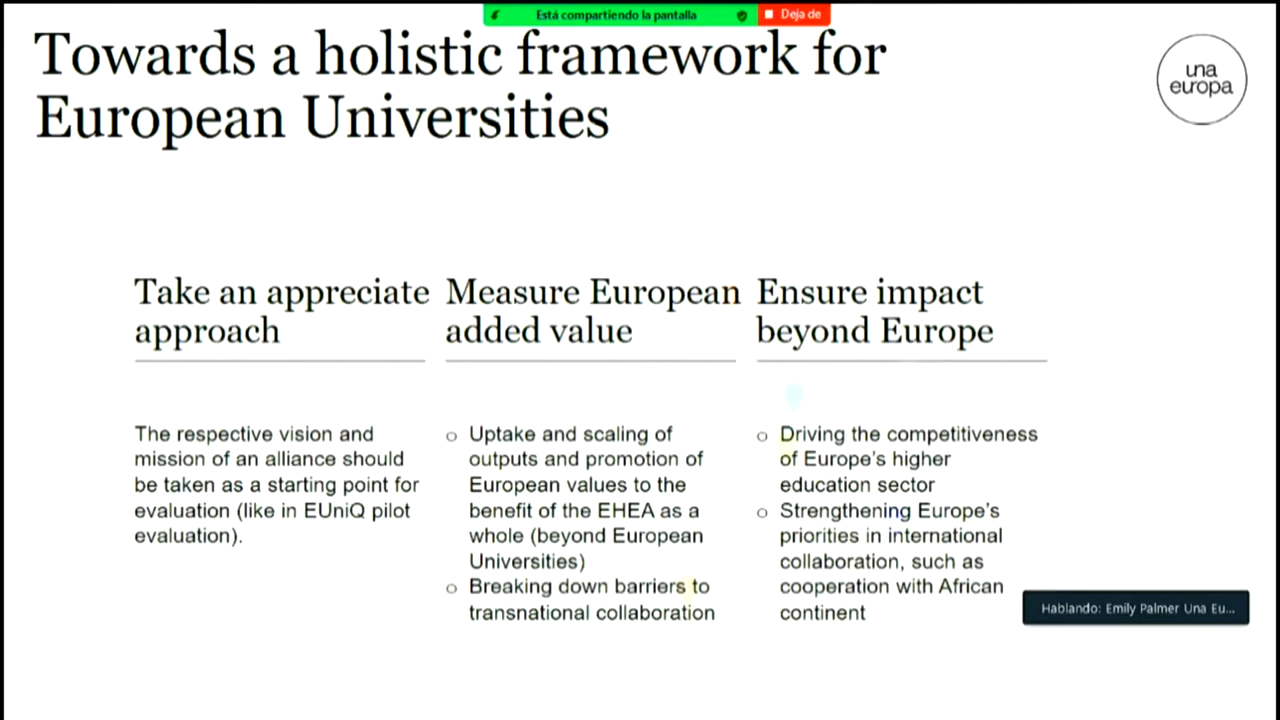 Está compartiendo la pantalla
Deja de
Towards a holistic framework for
European Universities
una
europa
Take an appreciate
approach
The respective vision and
mission of an alliance should
be taken as a starting point for
evaluation (like in EUniQ pilot
evaluation).
Measure European
added value
o Uptake and scaling of
outputs and promotion of
European values to the
benefit of the EHEA as a
whole (beyond European
Universities)
o Breaking down barriers to
transnational collaboration
Ensure impact
beyond Europe
o Driving the competitiveness
of Europe's higher
education sector
o Strengthening Europe's
priorities in international
collaboration, such as
cooperation with African
continent
Hablando: Emily Palmer Una Eu...